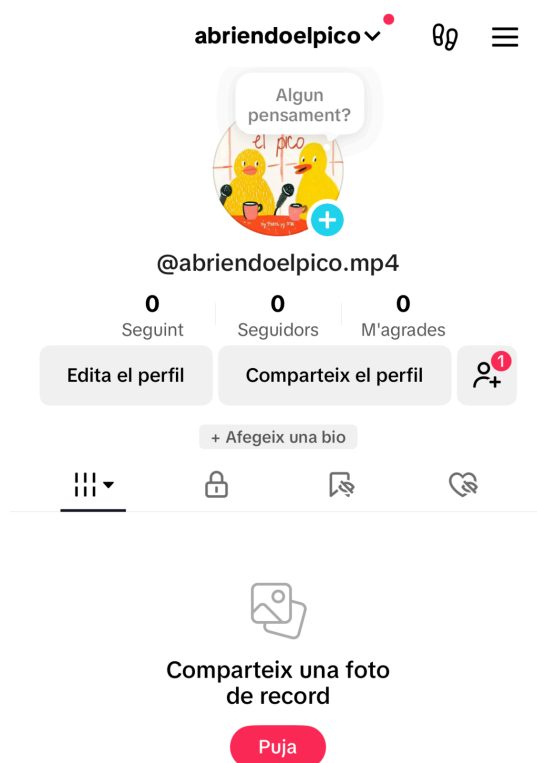 abriendoelpico
Algun
pensament?
el pico
@abriendoelpico.mp4
0 0 0
Seguint Seguidors M'agrades
Edita el perfil Comparteix el perfil 1
+ Afegeix una bio
Comparteix una foto
de record
Puja